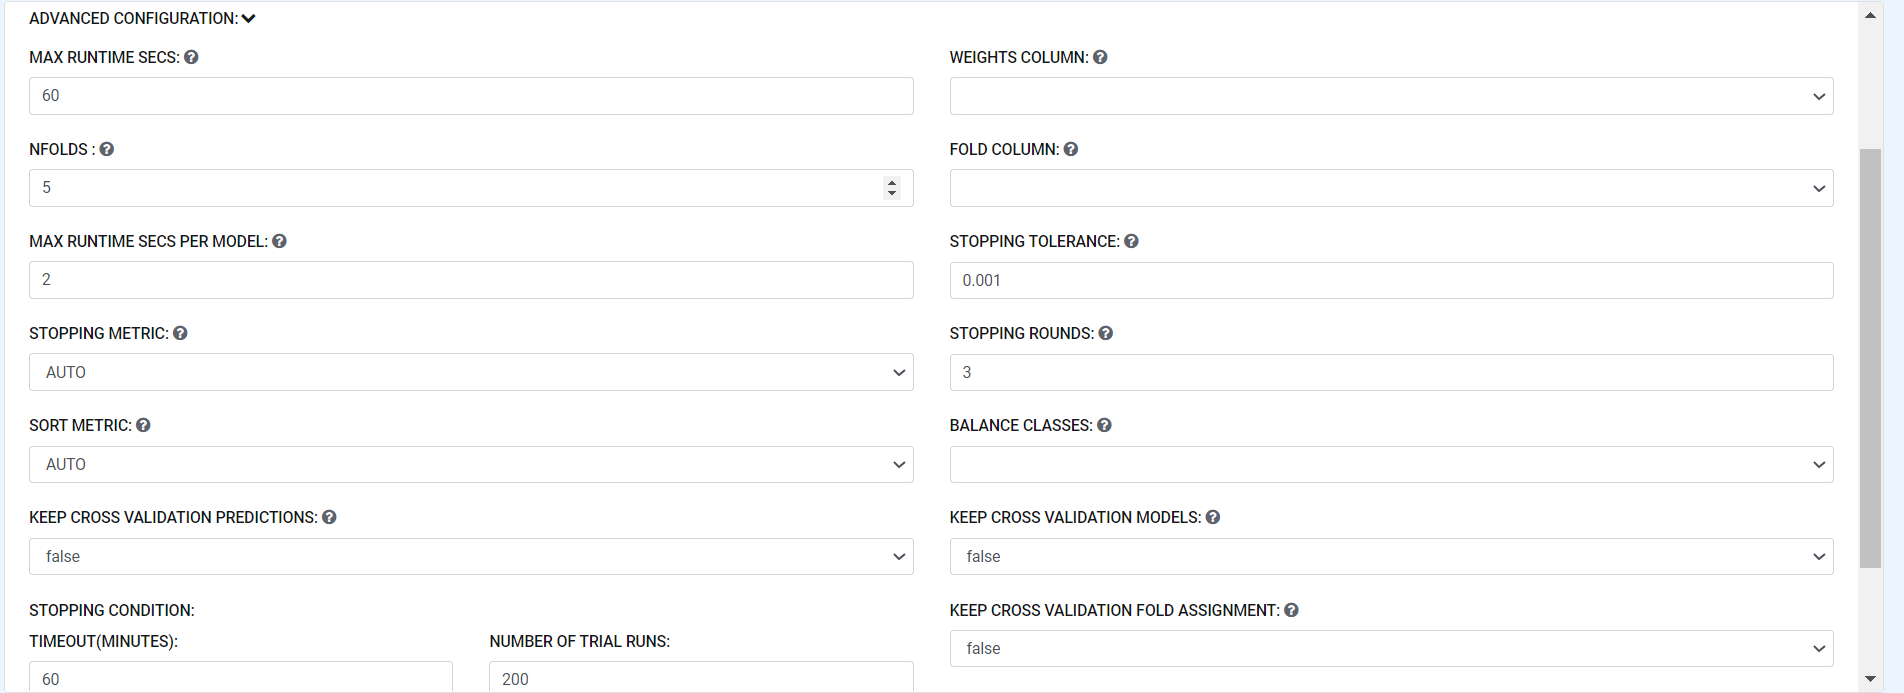 ADVANCED CONFIGURATION:
MAX RUNTIME SECS:
60
WEIGHTS COLUMN:
NFOLDS :
5
FOLD COLUMN:
MAX RUNTIME SECS PER MODEL:
2
STOPPING TOLERANCE:
0.001
STOPPING METRIC:
AUTO
STOPPING ROUNDS:
3
SORT METRIC:
AUTO
BALANCE CLASSES:
KEEP CROSS VALIDATION PREDICTIONS:
false
KEEP CROSS VALIDATION MODELS:
false
STOPPING CONDITION:
TIMEOUT(MINUTES):
60
NUMBER OF TRIAL RUNS:
200
KEEP CROSS VALIDATION FOLD ASSIGNMENT:
false